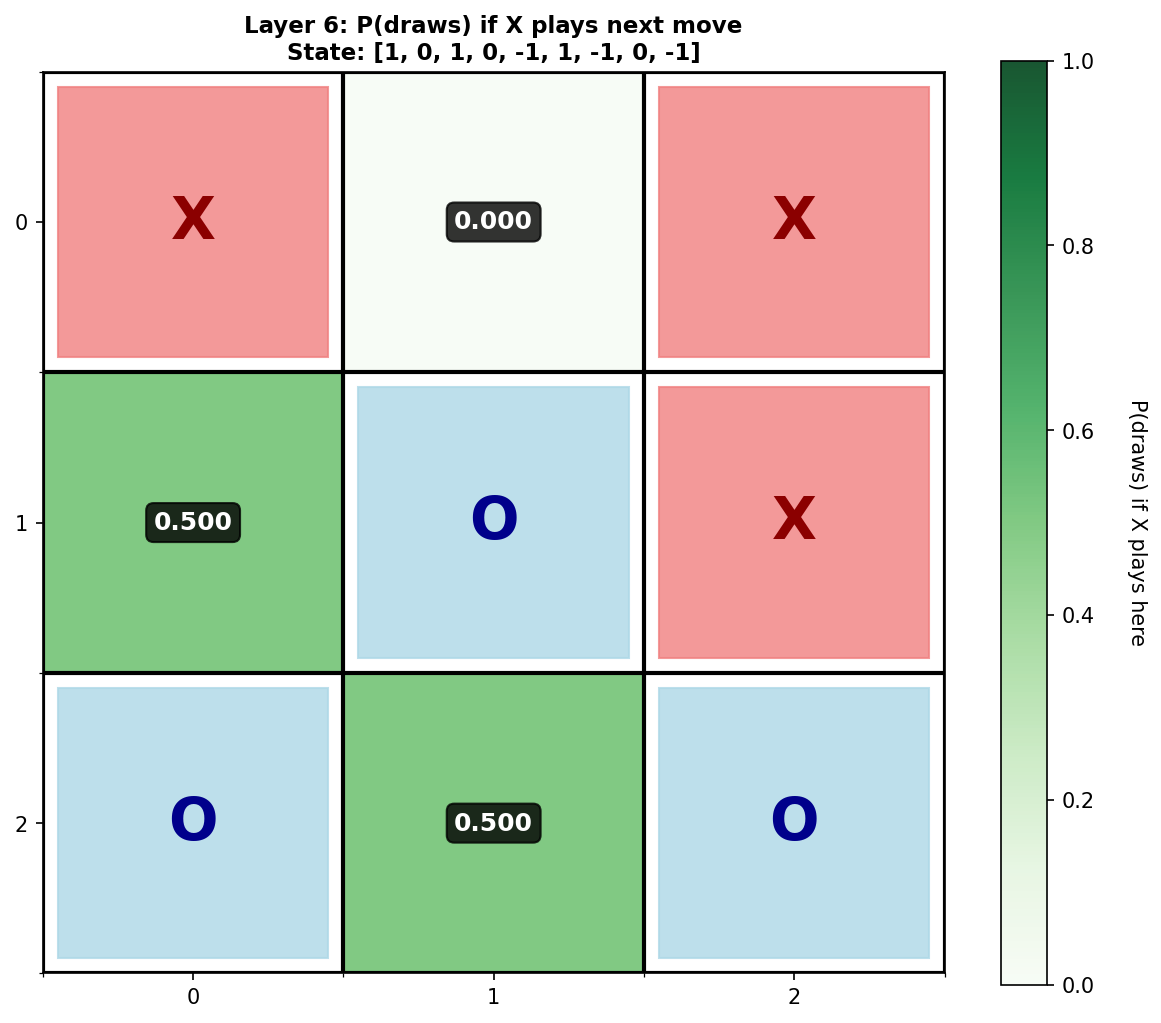 Layer 6: P(draws) if X plays next move
State: [1, 0, 1, 0, -1, 1, -1, 0, -1]
X
0.000
X
0.500
O
X
O
0.500
O
0
1
2
0
1
2
1.0
0.8
0.6
0.4
0.2
0.0
P(draws) if X plays here